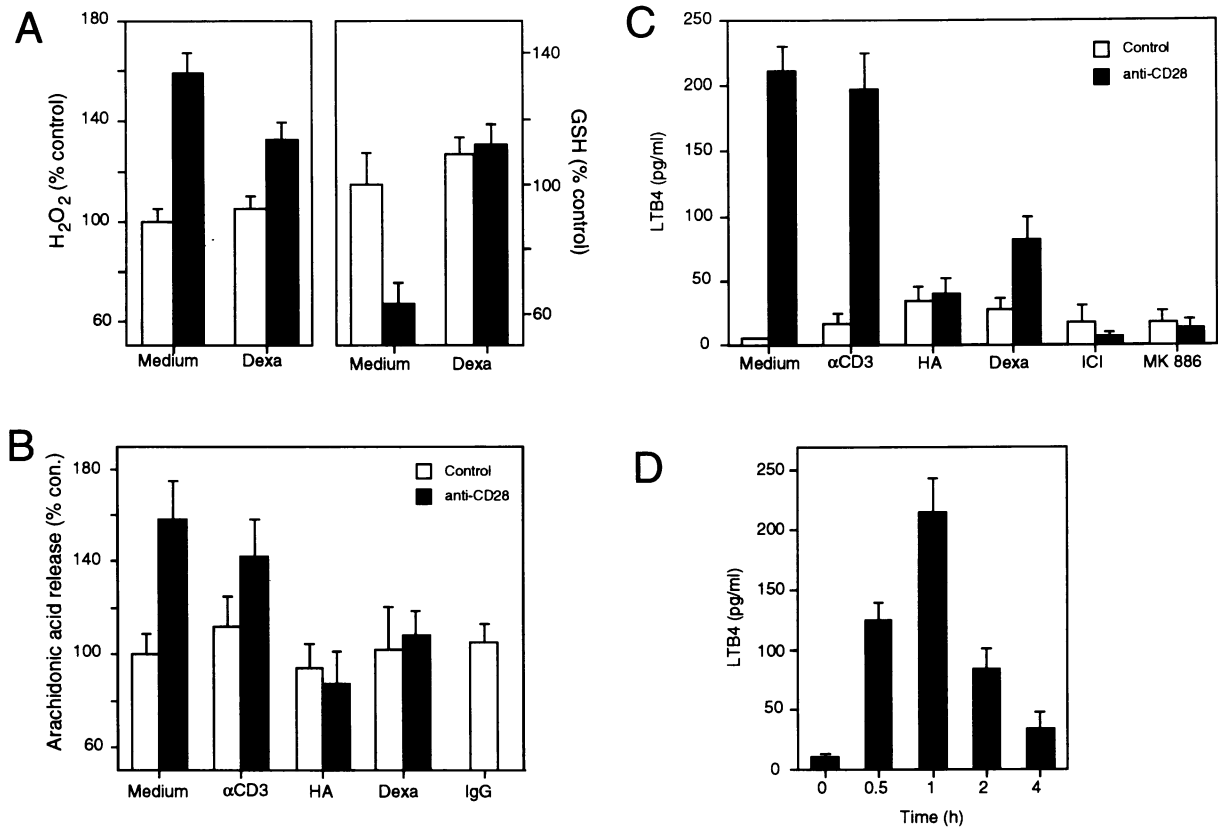 A
180
140
100
60
H2O2 (% control)
Medium
Dexa
140
100
60
GSH (% control)
Medium
Dexa
B
180
140
100
60
Arachidonic acid release (% con.)
Control
anti-CD28
Medium
αCD3
HA
Dexa
IgG
C
250
200
150
100
50
0
LTB4 (pg/ml)
Control
anti-CD28
Medium
αCD3
HA
Dexa
ICI
MK 886
D
250
200
150
100
50
0
LTB4 (pg/ml)
0
0.5
1
2
4
Time (h)